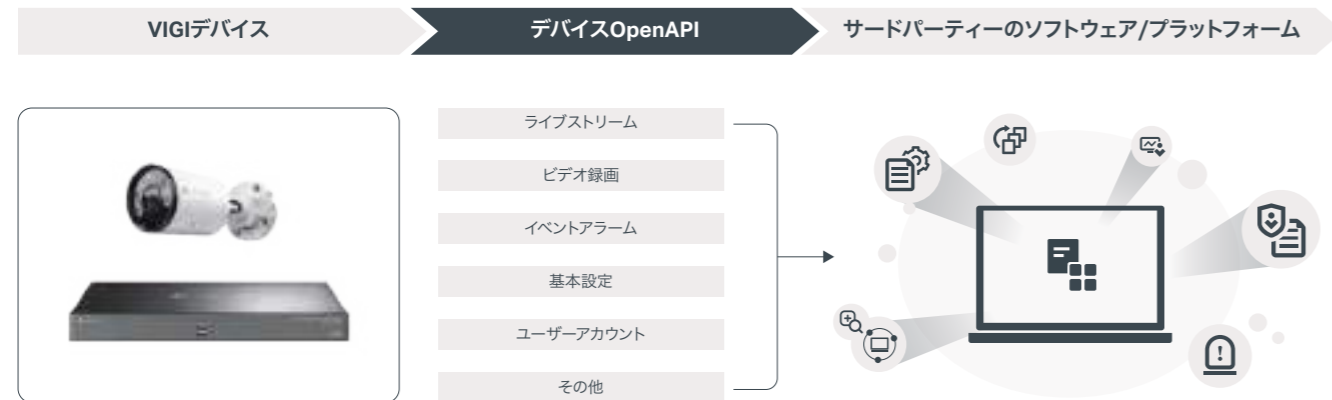 VIGIデバイス
デバイスOpenAPI
サードパーティーのソフトウェア/プラットフォーム
ライブストリーム
ビデオ録画
イベントアラーム
基本設定
ユーザーアカウント
その他